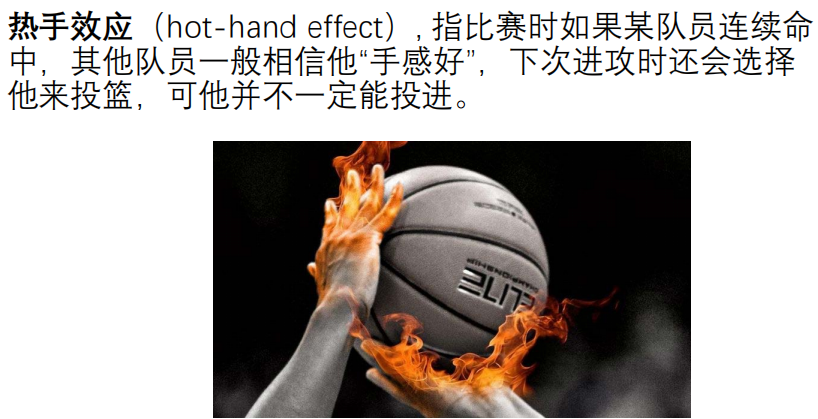 热手效应（hot-hand effect）, 指比赛时如果某队员连续命
中，其他队员一般相信他“手感好”，下次进攻时还会选择
他来投篮，可他并不一定能投进。
CHAMPIONSHIP
ELITE